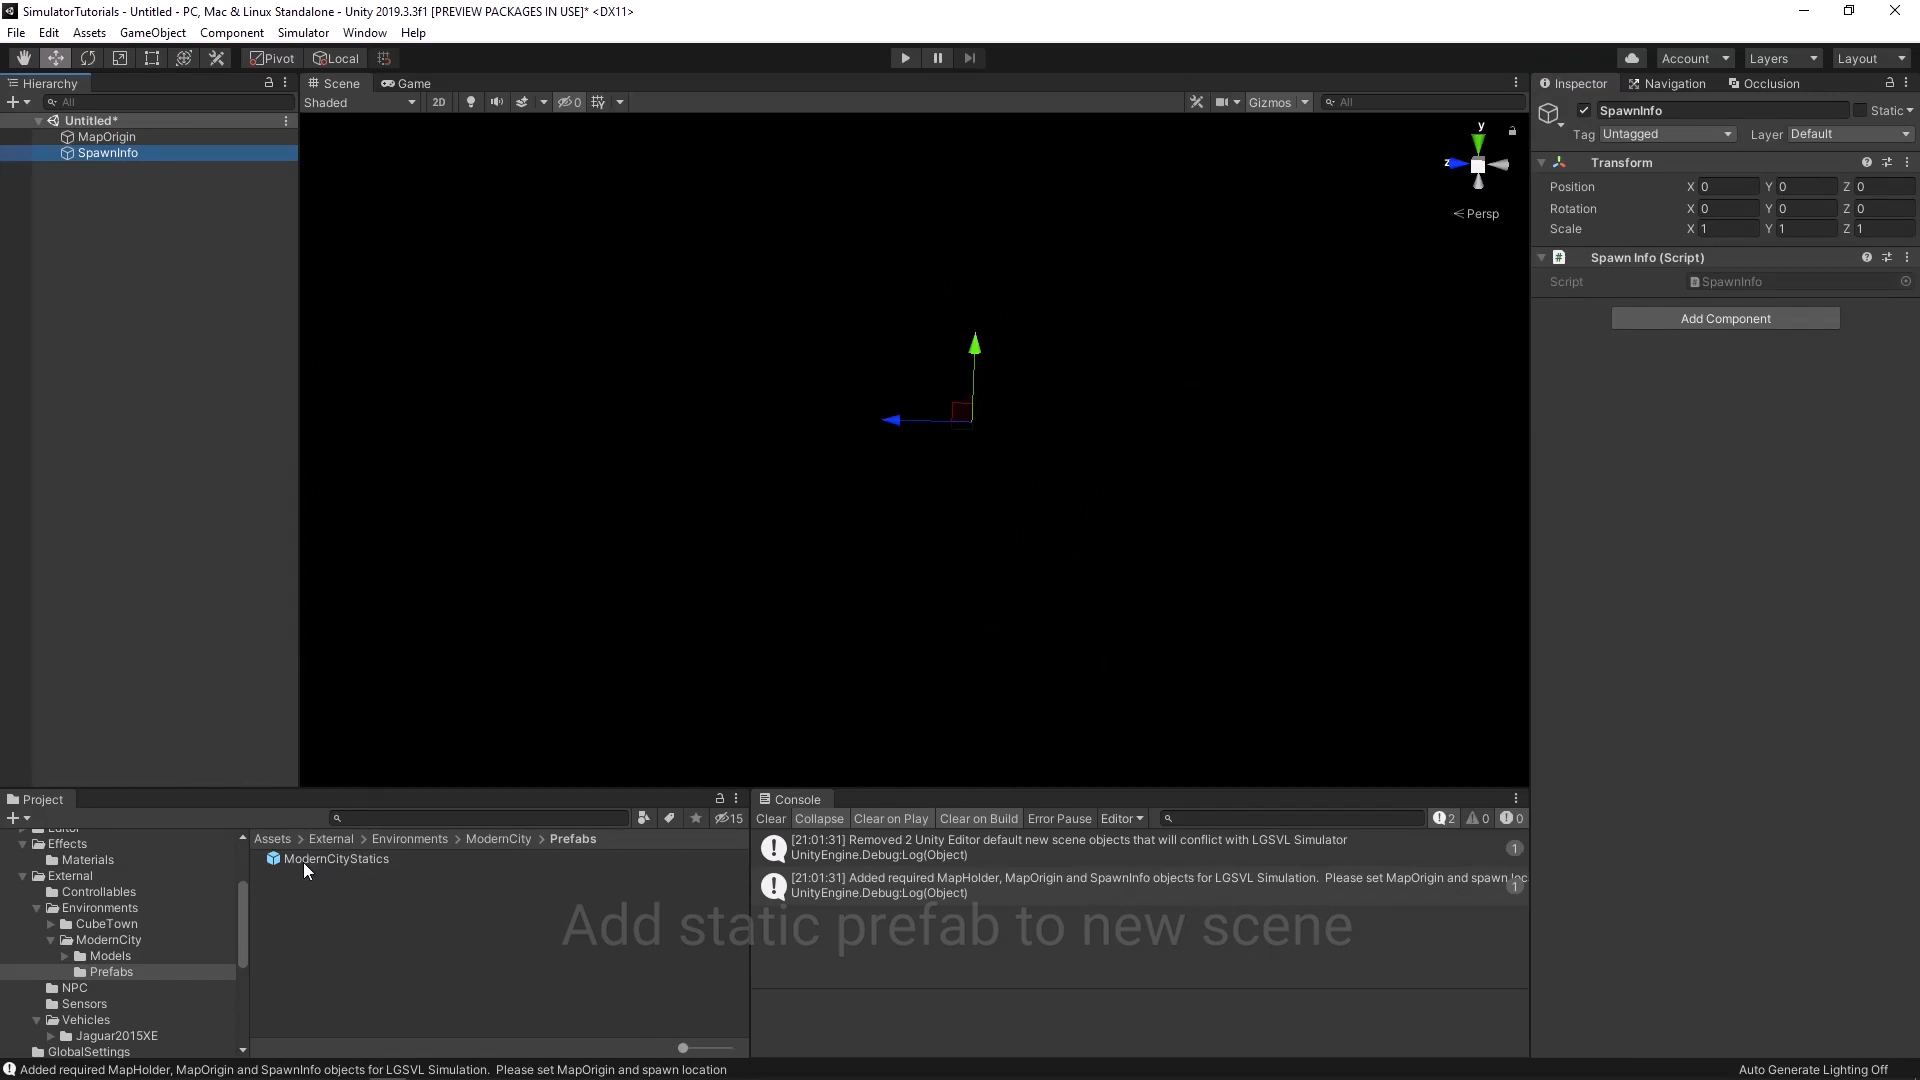 SimulatorTutorials - Untitled - PC, Mac & Linux Standalone - Unity 2019.3.3f1 [PREVIEW PACKAGES IN USE]* <DX11>
File Edit Assets GameObject Component Simulator Window Help
Pivot Local Account Layers Layout
Hierarchy Scene Game Inspector Navigation Occlusion
All Shaded 2D 0 Gizmos All SpawnInfo Static
Untitled*
MapOrigin
SpawnInfo
y
z
< Persp
Tag Untagged Layer Default
Transform
Position X 0 Y 0 Z 0
Rotation X 0 Y 0 Z 0
Scale X 1 Y 1 Z 1
# Spawn Info (Script)
Script SpawnInfo
Add Component
Project
15
Assets > External > Environments > ModernCity > Prefabs
ModernCityStatics
Effects
Materials
External
Controllables
Environments
CubeTown
ModernCity
Models
Prefabs
NPC
Sensors
Vehicles
Jaguar2015XE
GlobalSettings
Console
Clear Collapse Clear on Play Clear on Build Error Pause Editor 2 0 0
[21:01:31] Removed 2 Unity Editor default new scene objects that will conflict with LGSVL Simulator
UnityEngine.Debug:Log(Object)
1
[21:01:31] Added required MapHolder, MapOrigin and SpawnInfo objects for LGSVL Simulation. Please set MapOrigin and spawn loc
UnityEngine.Debug:Log(Object)
1
Add static prefab to new scene
Added required MapHolder, MapOrigin and SpawnInfo objects for LGSVL Simulation. Please set MapOrigin and spawn location
Auto Generate Lighting Off